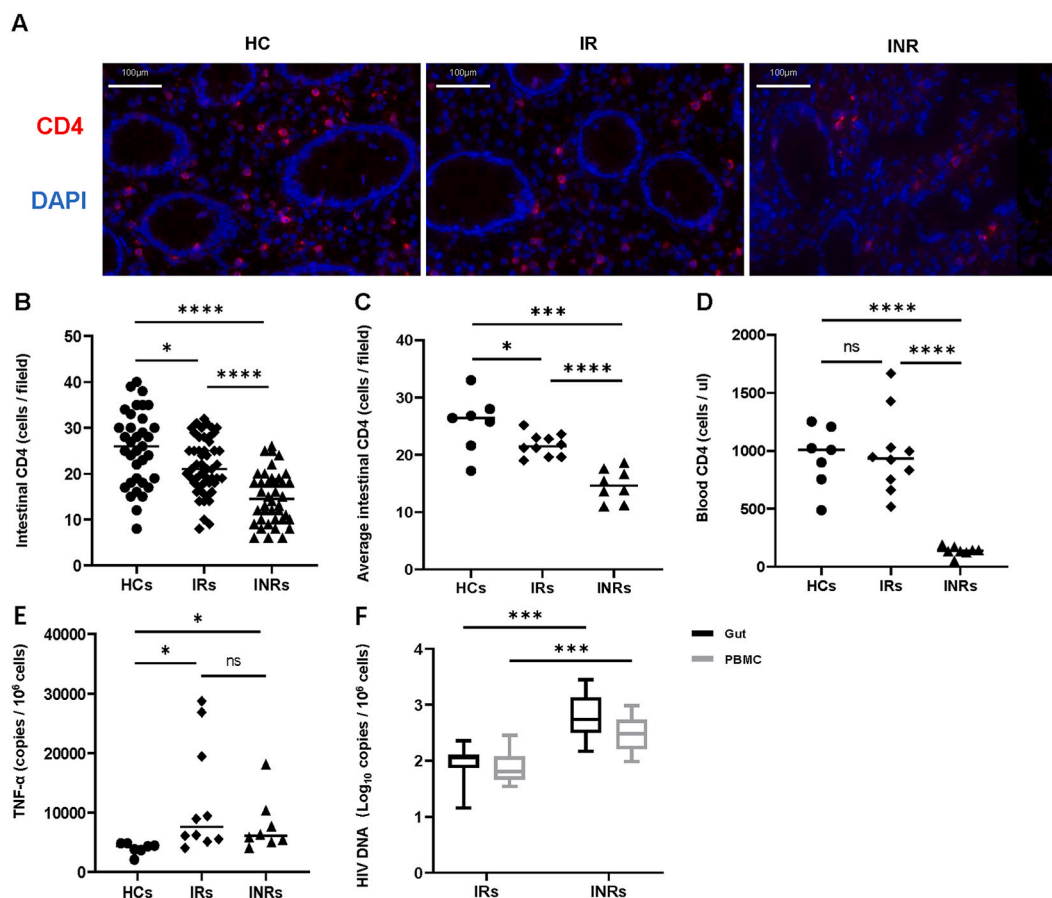 A
HC
IR
INR
100μm
100μm
100μm
CD4
DAPI
B
Intestinal CD4 (cells / fileld)
50
40
30
20
10
0
****
*
****
HCs
IRs
INRs
C
Average intestinal CD4 (cells / fileld)
40
30
20
10
0
***
*
****
HCs
IRs
INRs
D
Blood CD4 (cells / ul)
2000
1500
1000
500
0
****
ns
****
HCs
IRs
INRs
E
TNF-α (copies / 10⁶ cells)
40000
30000
20000
10000
0
*
*
ns
HCs
IRs
INRs
F
HIV DNA (Log₁₀ copies / 10⁶ cells)
4
3
2
1
0
***
***
IRs
INRs
Gut
PBMC